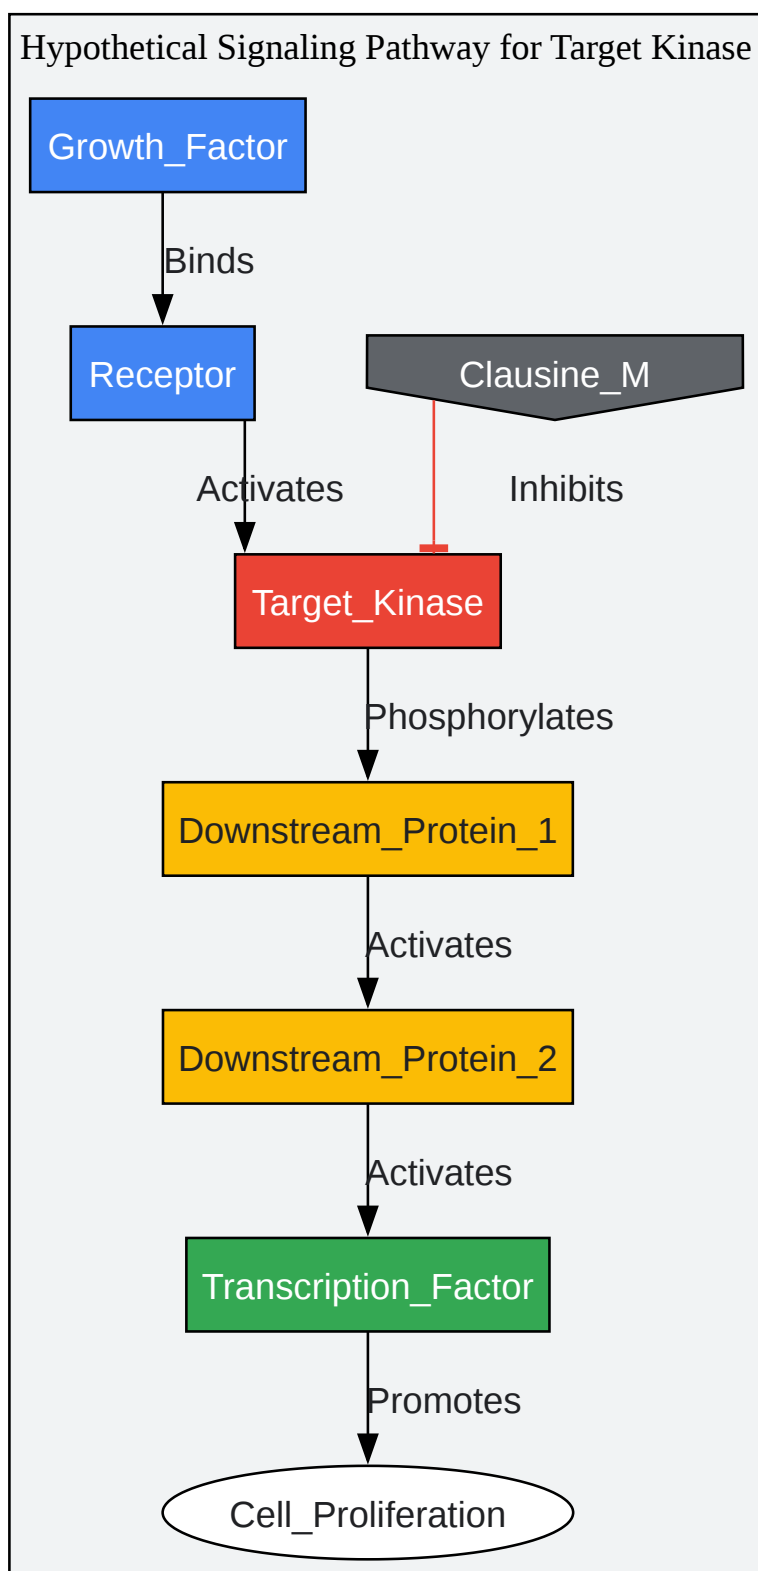 Hypothetical Signaling Pathway for Target Kinase
Growth_Factor
Binds
Receptor
Clausine_M
Activates
Inhibits
Target_Kinase
Phosphorylates
Downstream_Protein_1
Activates
Downstream_Protein_2
Activates
Transcription_Factor
Promotes
Cell_Proliferation